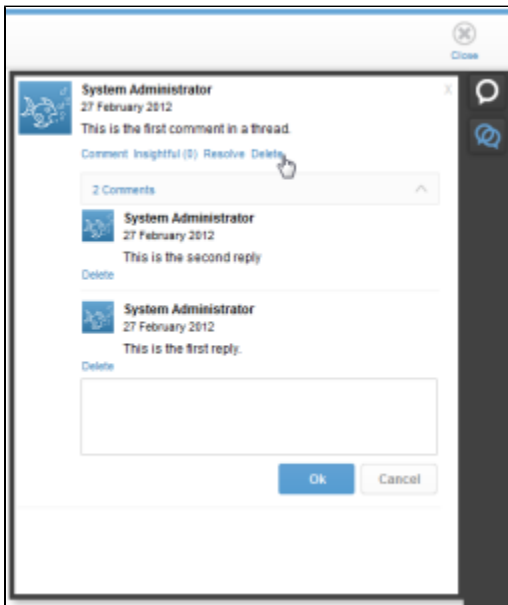 Close
System Administrator
X
27 February 2012
This is the first comment in a thread.
Comment Insightful (0) Resolve Delete
2 Comments
System Administrator
27 February 2012
This is the second reply
Delete
System Administrator
27 February 2012
This is the first reply.
Delete
Ok Cancel